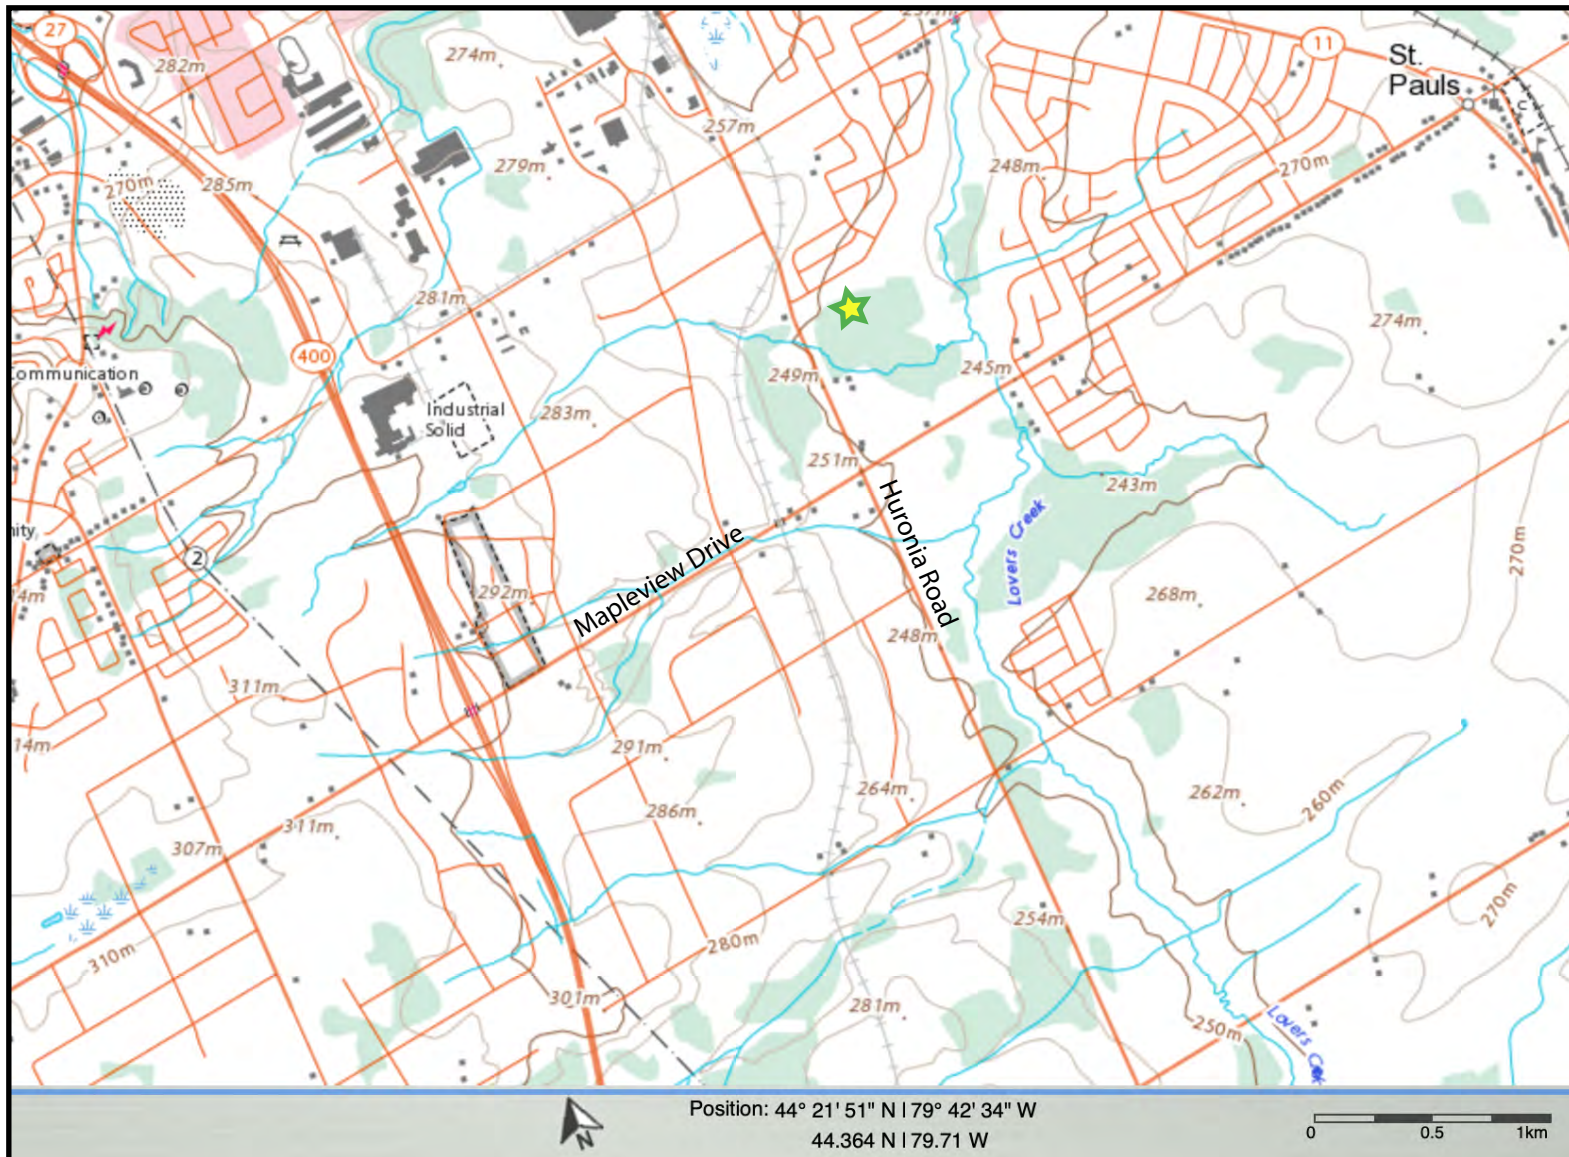 27
237m
11
St.
Pauls
282m
274m
257m
279m
248m
270m
270m
285m
C
281m
274m
400
ommunication
249m
245m
Industrial
Solid
283m
251m
243m
Huronia Road
Lovers Creek
nity
2
270m
Mapleview Drive
4m
292m
268m
248m
311m
14m
291m
264m
262m
260m
286m
311m
307m
270m
254m
280m
310m
301m
281m
250m
Lovers
N
Position: 44° 21' 51" N | 79° 42' 34" W
44.364 N | 79.71 W
0
0.5
1km